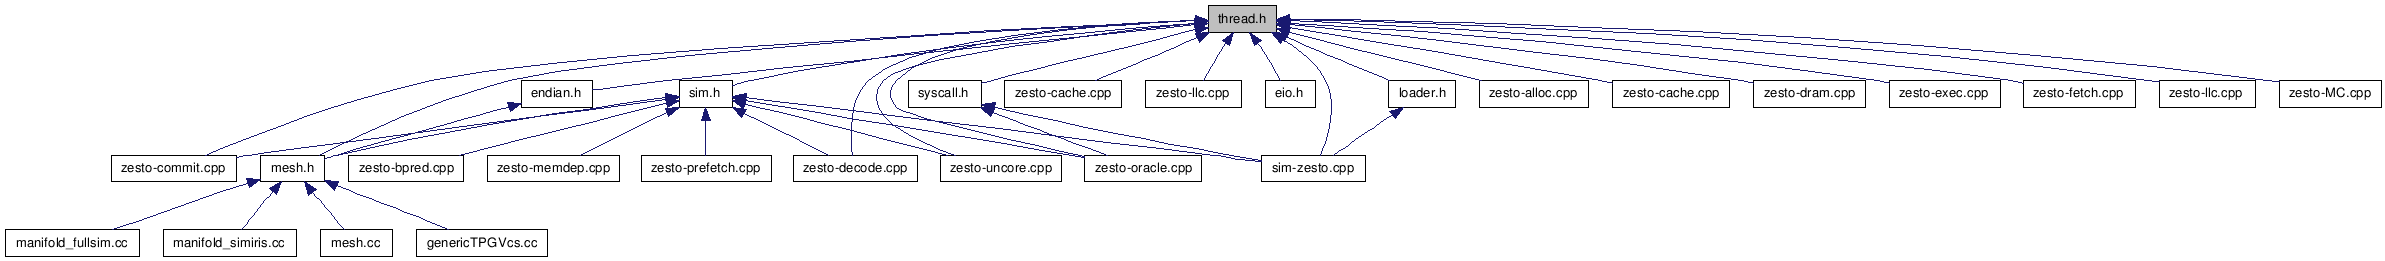 thread.h
endian.h
sim.h
syscall.h
zesto-cache.cpp
zesto-llc.cpp
eio.h
loader.h
zesto-alloc.cpp
zesto-cache.cpp
zesto-dram.cpp
zesto-exec.cpp
zesto-fetch.cpp
zesto-llc.cpp
zesto-MC.cpp
zesto-commit.cpp
mesh.h
zesto-bpred.cpp
zesto-memdep.cpp
zesto-prefetch.cpp
zesto-decode.cpp
zesto-uncore.cpp
zesto-oracle.cpp
sim-zesto.cpp
manifold_fullsim.cc
manifold_simiris.cc
mesh.cc
genericTPGVcs.cc